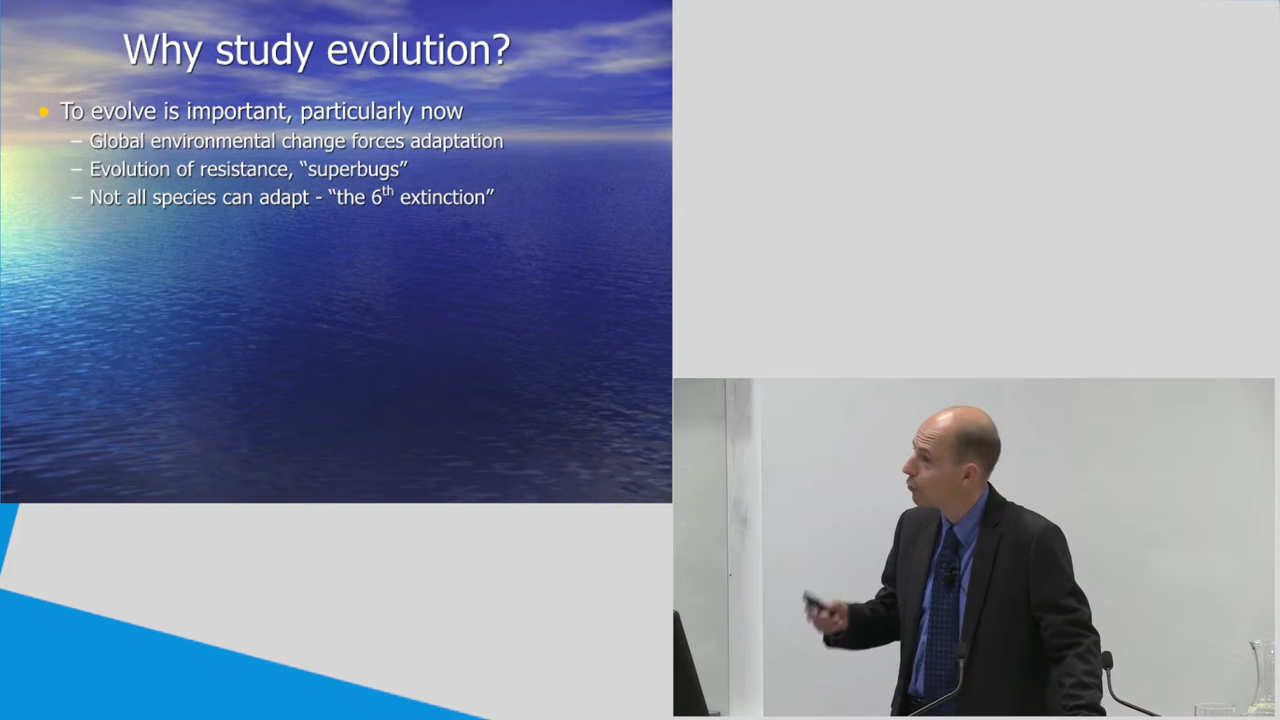 Why study evolution?
To evolve is important, particularly now
– Global environmental change forces adaptation
– Evolution of resistance, “superbugs”
– Not all species can adapt - “the 6th extinction”